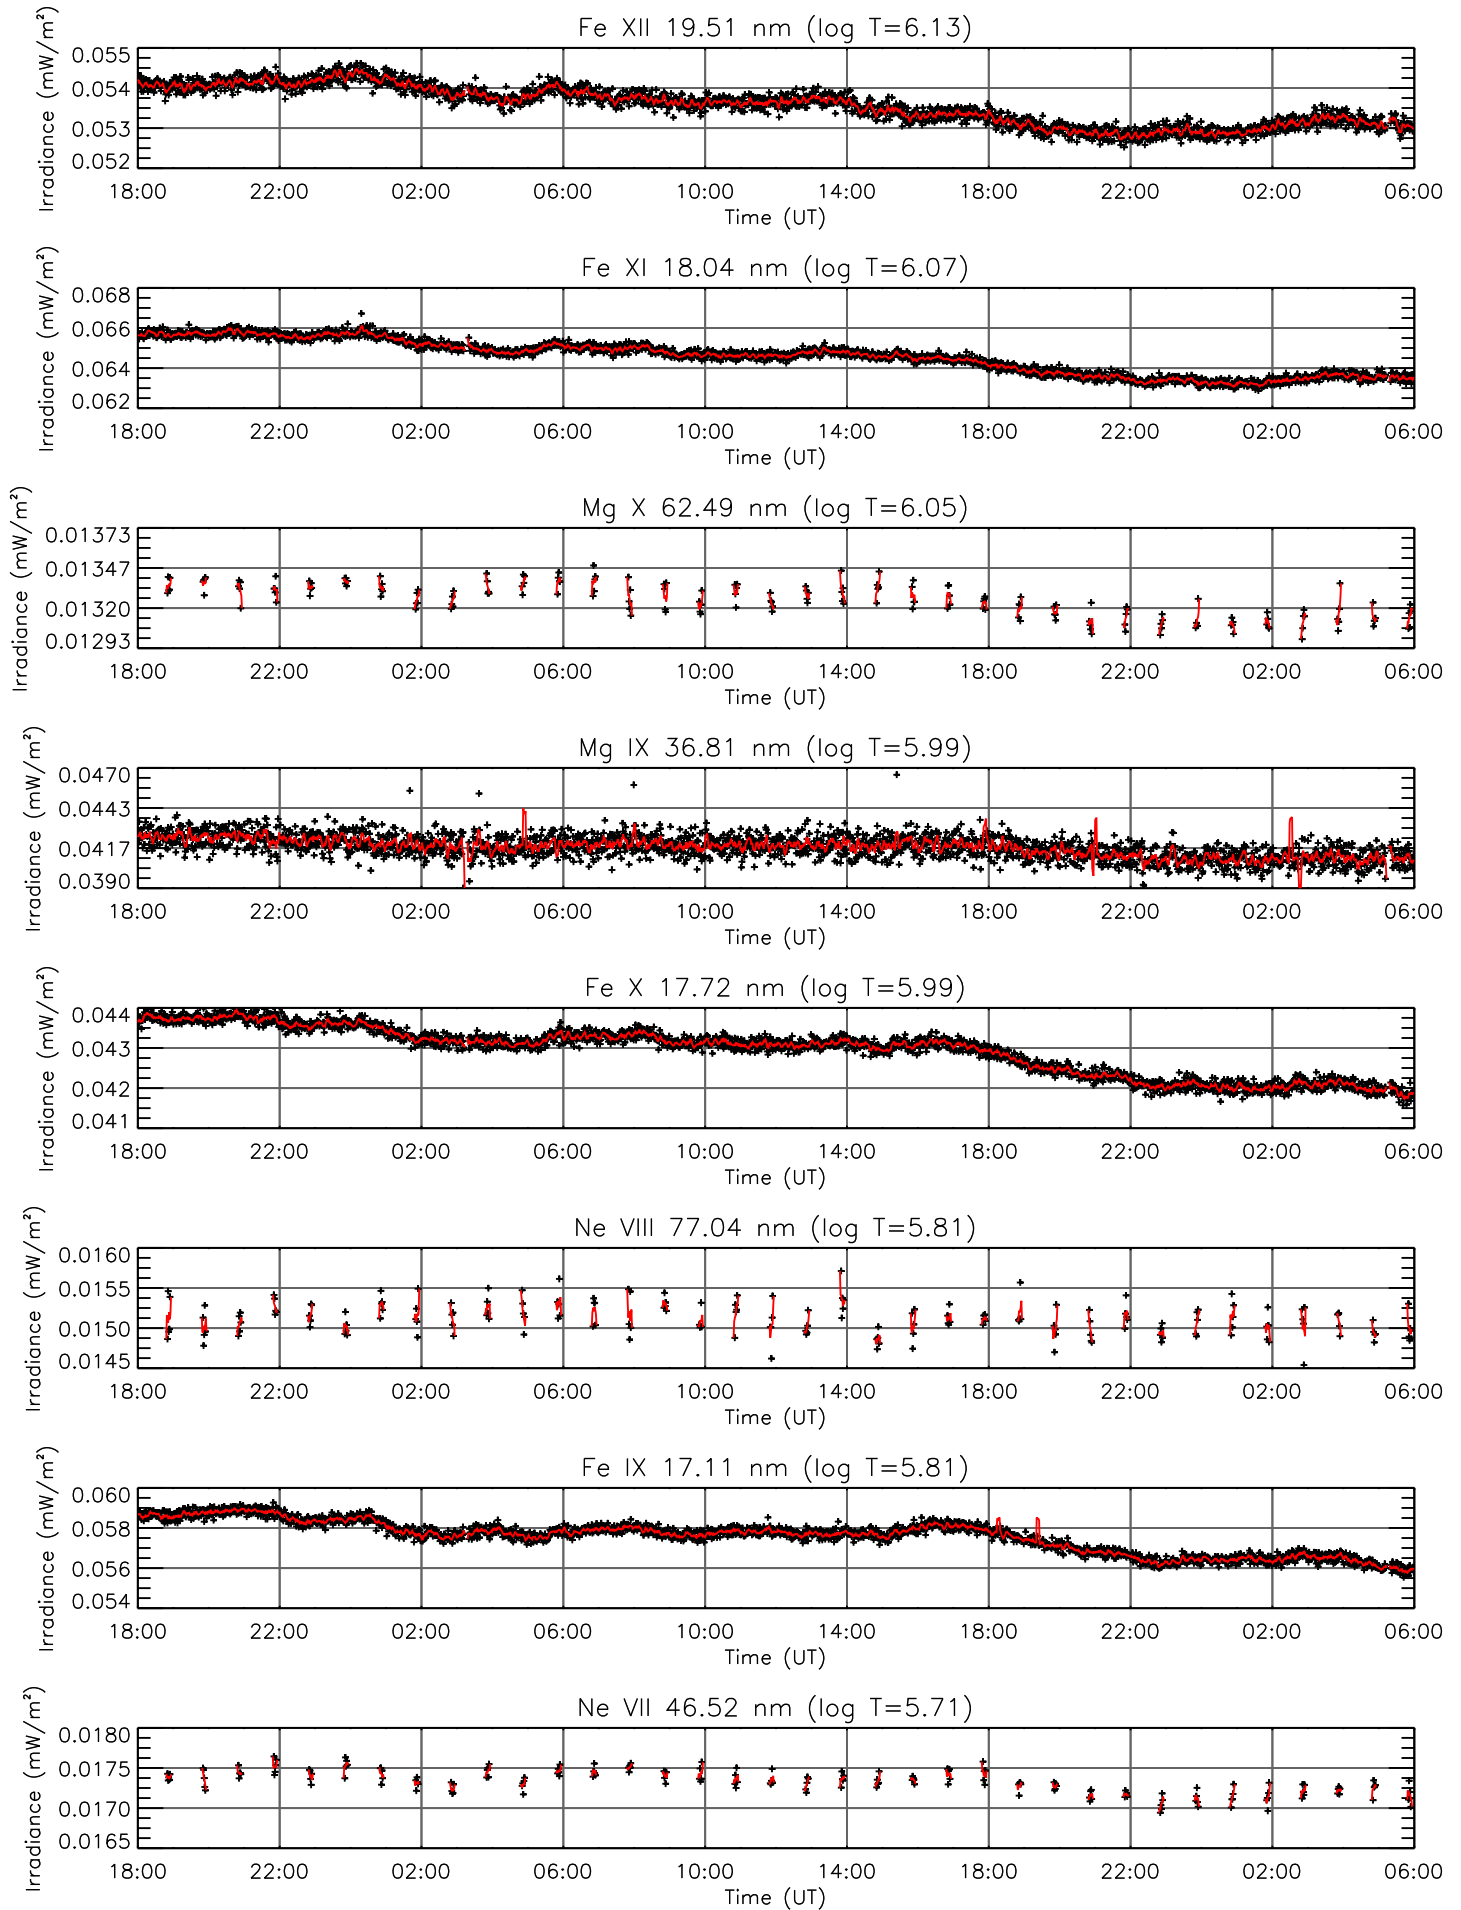 Fe XII 19.51 nm (log T=6.13)
Irradiance (mW/m²)
0.055
0.054
0.053
0.052
18:00 22:00 02:00 06:00 10:00 14:00 18:00 22:00 02:00 06:00
Time (UT)
Fe XI 18.04 nm (log T=6.07)
Irradiance (mW/m²)
0.068
0.066
0.064
0.062
18:00 22:00 02:00 06:00 10:00 14:00 18:00 22:00 02:00 06:00
Time (UT)
Mg X 62.49 nm (log T=6.05)
Irradiance (mW/m²)
0.01373
0.01347
0.01320
0.01293
18:00 22:00 02:00 06:00 10:00 14:00 18:00 22:00 02:00 06:00
Time (UT)
Mg IX 36.81 nm (log T=5.99)
Irradiance (mW/m²)
0.0470
0.0443
0.0417
0.0390
18:00 22:00 02:00 06:00 10:00 14:00 18:00 22:00 02:00 06:00
Time (UT)
Fe X 17.72 nm (log T=5.99)
Irradiance (mW/m²)
0.044
0.043
0.042
0.041
18:00 22:00 02:00 06:00 10:00 14:00 18:00 22:00 02:00 06:00
Time (UT)
Ne VIII 77.04 nm (log T=5.81)
Irradiance (mW/m²)
0.0160
0.0155
0.0150
0.0145
18:00 22:00 02:00 06:00 10:00 14:00 18:00 22:00 02:00 06:00
Time (UT)
Fe IX 17.11 nm (log T=5.81)
Irradiance (mW/m²)
0.060
0.058
0.056
0.054
18:00 22:00 02:00 06:00 10:00 14:00 18:00 22:00 02:00 06:00
Time (UT)
Ne VII 46.52 nm (log T=5.71)
Irradiance (mW/m²)
0.0180
0.0175
0.0170
0.0165
18:00 22:00 02:00 06:00 10:00 14:00 18:00 22:00 02:00 06:00
Time (UT)